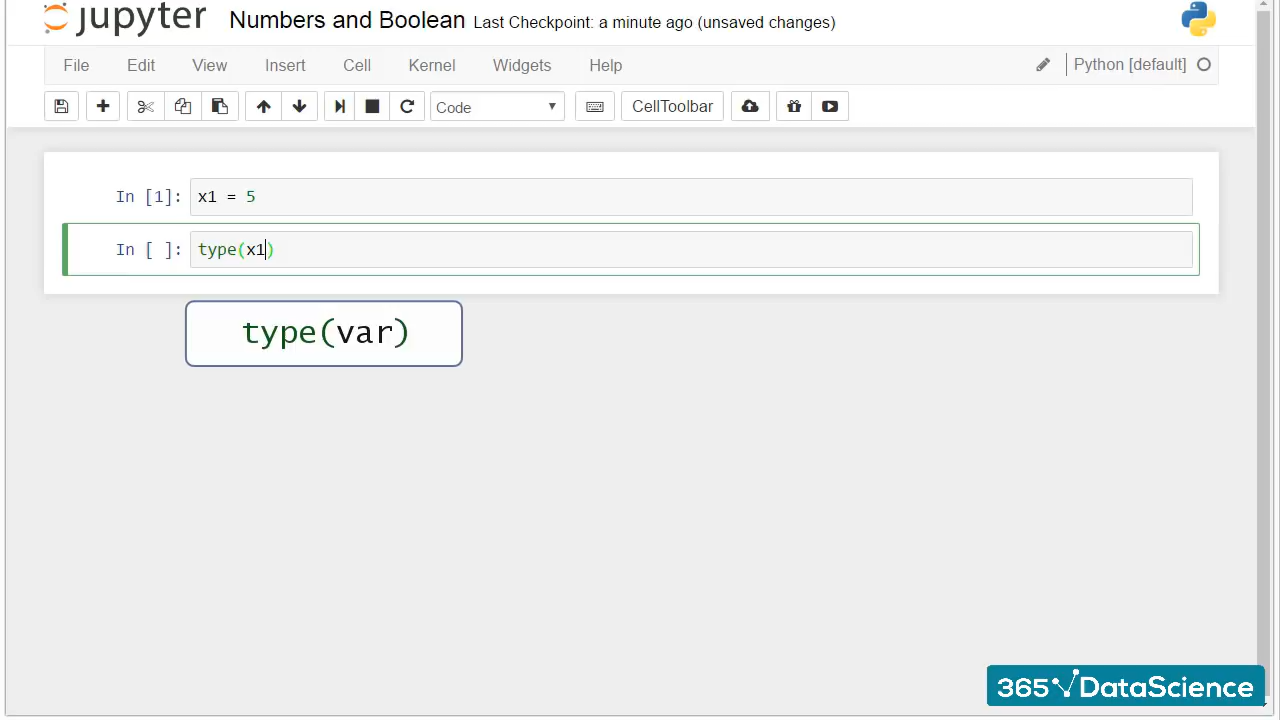 jupyter Numbers and Boolean Last Checkpoint: a minute ago (unsaved changes)
File Edit View Insert Cell Kernel Widgets Help Python [default]
Code CellToolbar
In [1]: x1 = 5
In [ ]: type(x1)
type(var)
365 DataScience